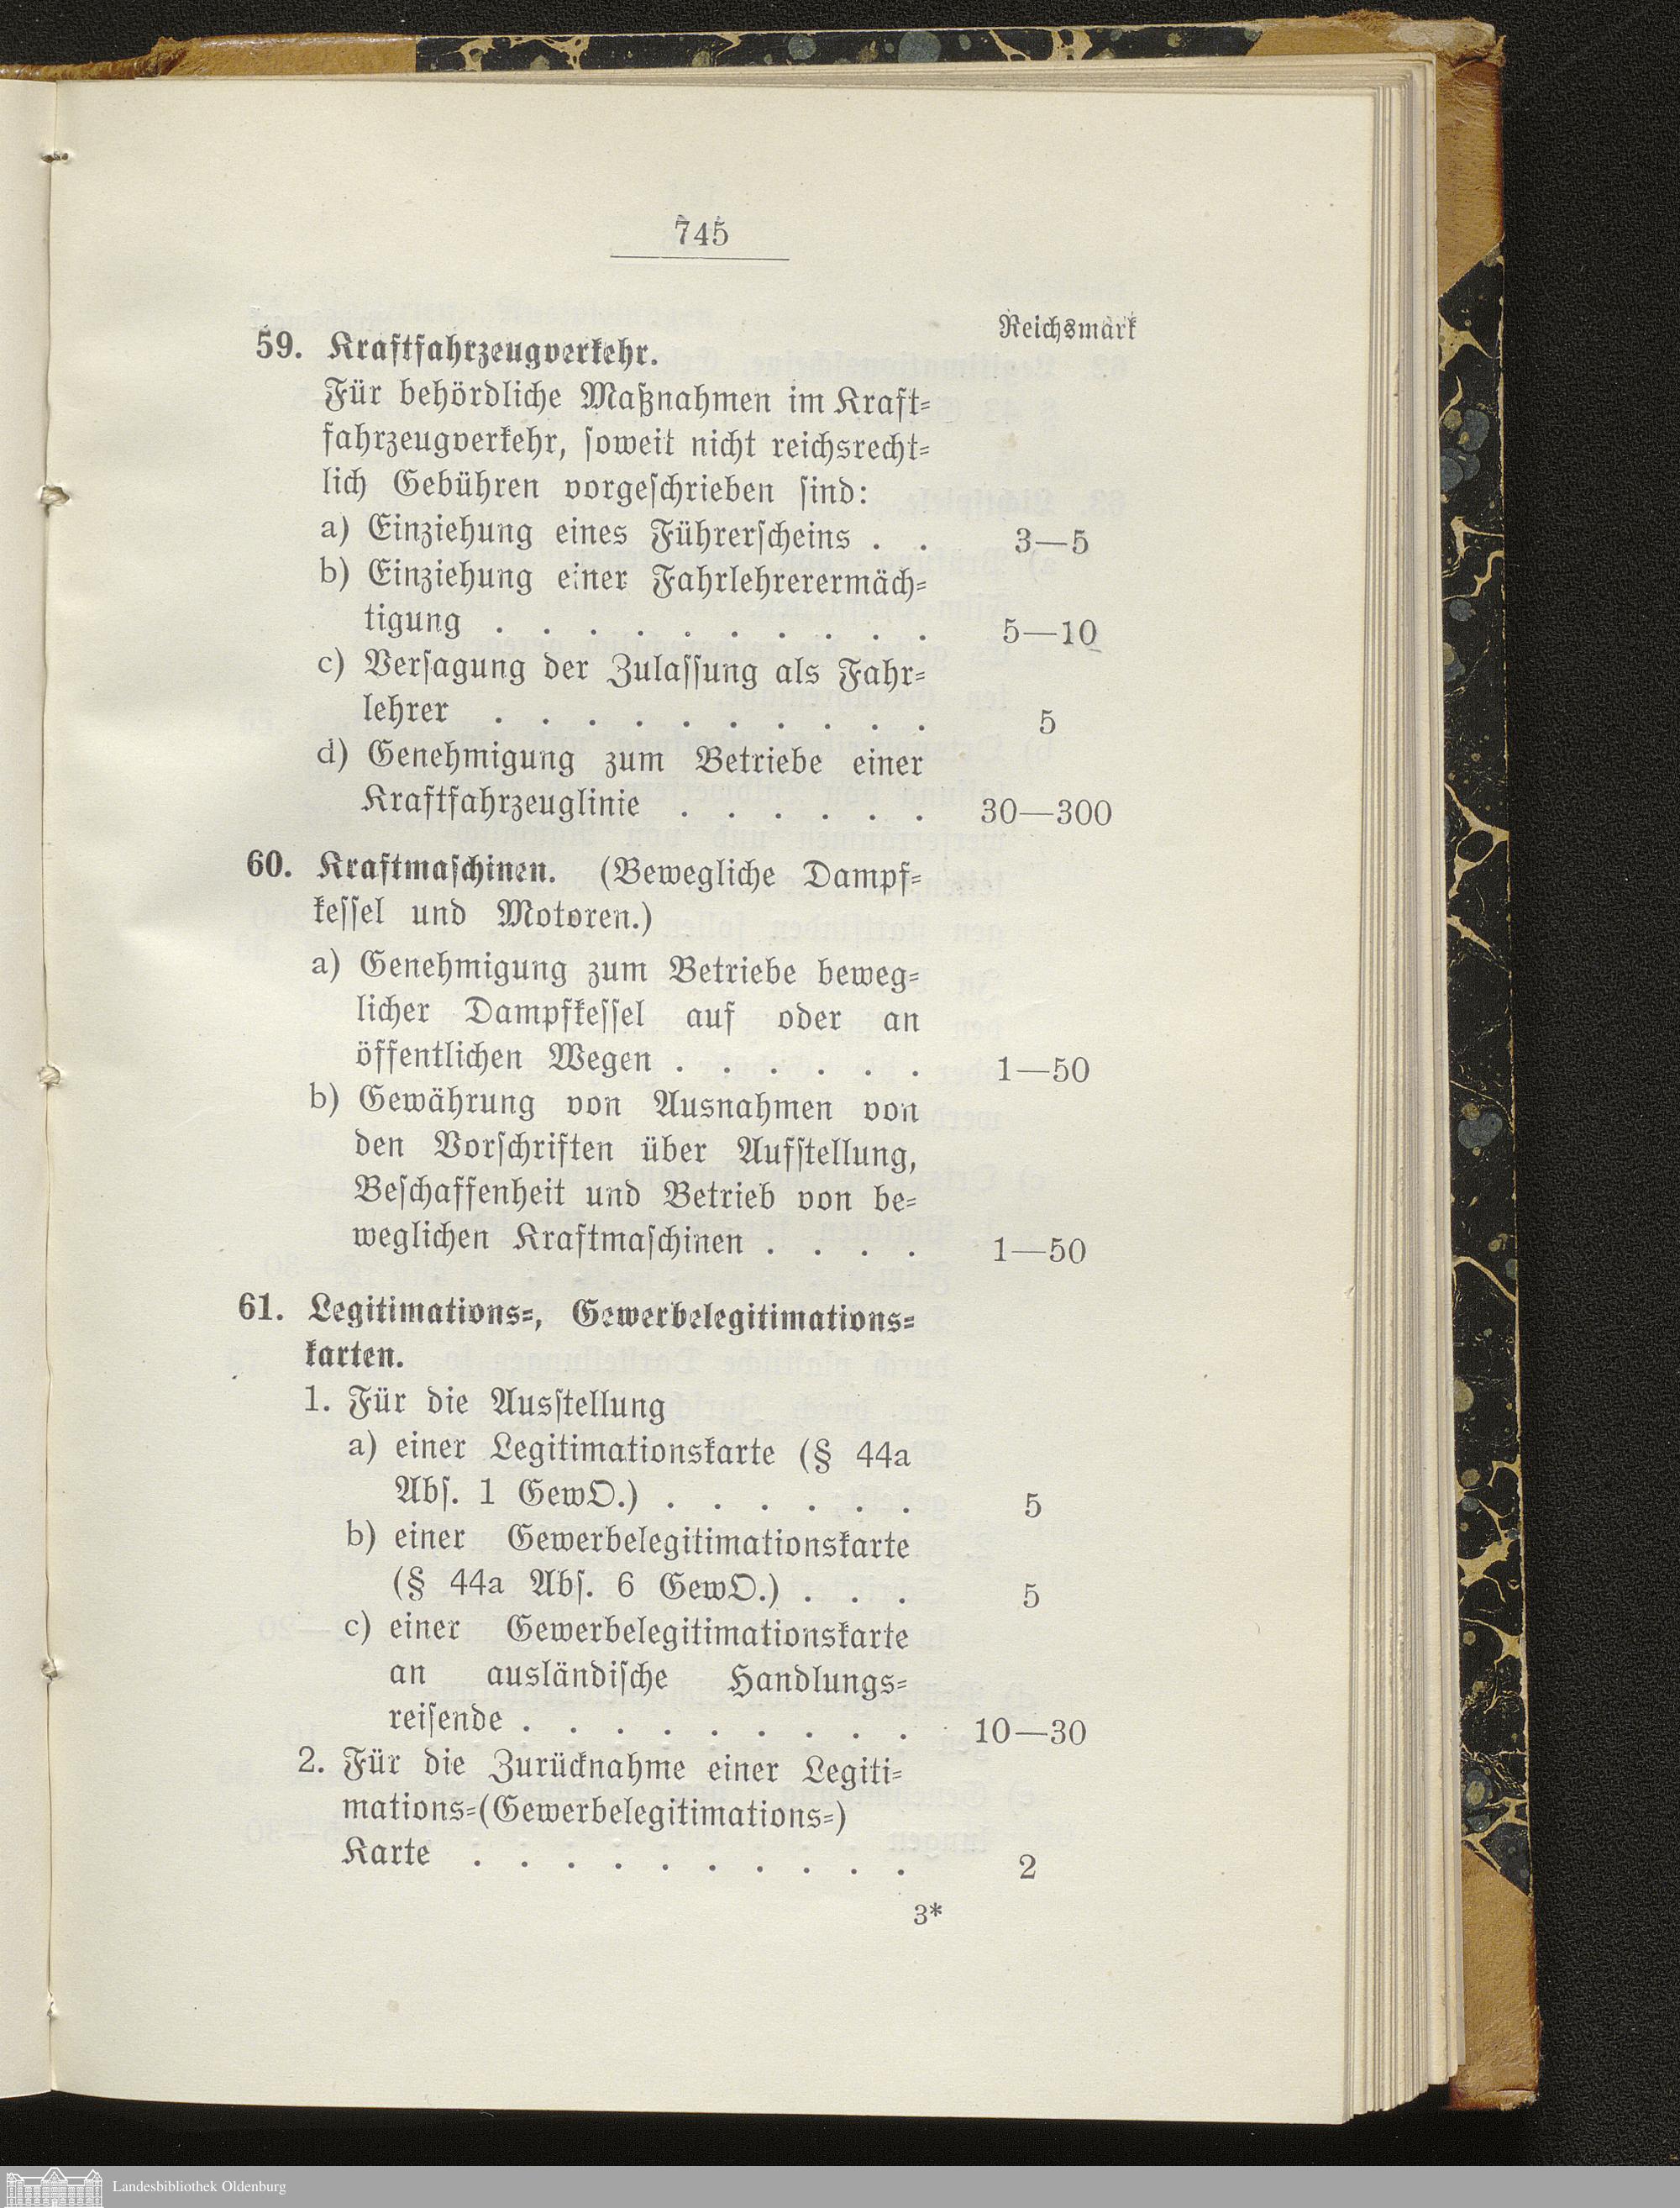 745
Reichsmark
59. Kraftfahrzeugverkehr.
Für behördliche Maßnahmen im Kraft-
fahrzeugverkehr, soweit nicht reichsrecht-
lich Gebühren vorgeschrieben sind:
a) Einziehung eines Führerscheins . . 3—5
b) Einziehung einer Fahrlehrerermäch-
tigung . . . . . . . . . . 5—10
c) Versagung der Zulassung als Fahr-
lehrer . . . . . . . . . . 5
d) Genehmigung zum Betriebe einer
Kraftfahrzeuglinie . . . . . . 30—300
60. Kraftmaschinen. (Bewegliche Dampf-
kessel und Motoren.)
a) Genehmigung zum Betriebe beweg-
licher Dampfkessel auf oder an
öffentlichen Wegen . . . . . . 1—50
b) Gewährung von Ausnahmen von
den Vorschriften über Aufstellung,
Beschaffenheit und Betrieb von be-
weglichen Kraftmaschinen . . . . 1—50
61. Legitimations-, Gewerbelegitimations-
karten.
1. Für die Ausstellung
a) einer Legitimationskarte (§ 44a
Abs. 1 GewO.) . . . . . . 5
b) einer Gewerbelegitimationskarte
(§ 44a Abs. 6 GewO.) . . . 5
c) einer Gewerbelegitimationskarte
an ausländische Handlungs-
reisende . . . . . . . . . 10—30
2. Für die Zurücknahme einer Legiti-
mations-(Gewerbelegitimations-)
Karte . . . . . . . . . . 2
3*
Landesbibliothek Oldenburg